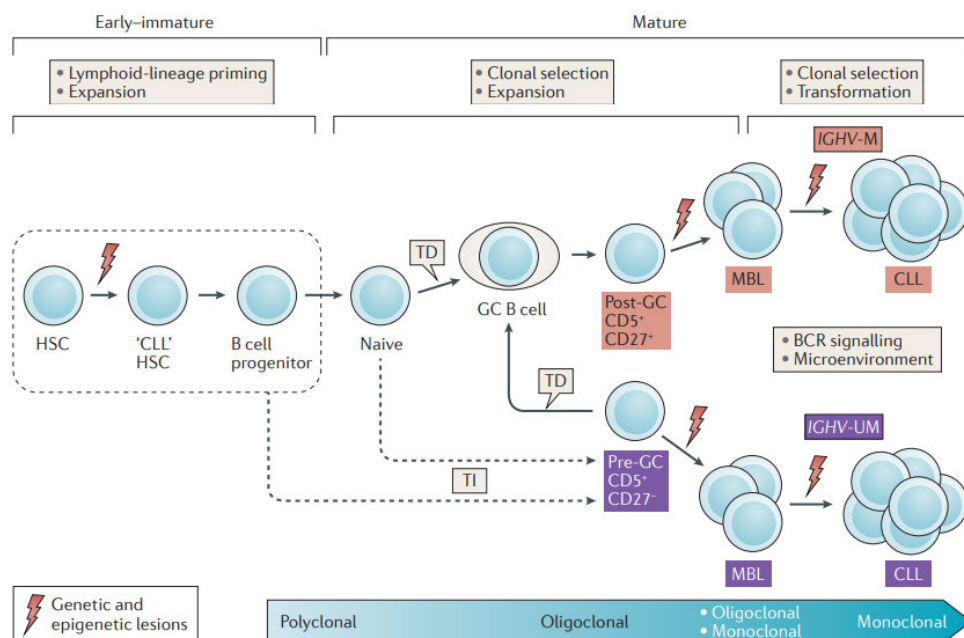 Early–immature
Mature
• Lymphoid-lineage priming
• Expansion
• Clonal selection
• Expansion
• Clonal selection
• Transformation
IGHV-M
TD
HSC
‘CLL’
HSC
B cell
progenitor
Naive
GC B cell
Post-GC
CD5⁺
CD27⁺
MBL
CLL
• BCR signalling
• Microenvironment
TD
IGHV-UM
TI
Pre-GC
CD5⁺
CD27⁻
MBL
CLL
Genetic and
epigenetic lesions
Polyclonal
Oligoclonal
• Oligoclonal
• Monoclonal
Monoclonal